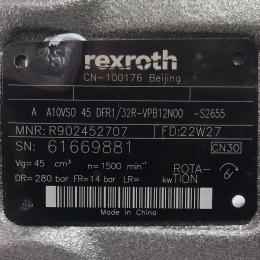 rexroth
CN-100176 Beijing
A A10VSO 45 DFR1/32R-VPB12N00 -S2655
MNR: R902452707 FD:22W27
SN: 61669881 CN30
Vg=45 cm³ n=1500 min⁻¹ ROTA-
DR=280 bar FR=14 bar LR= kw TION
Made in China